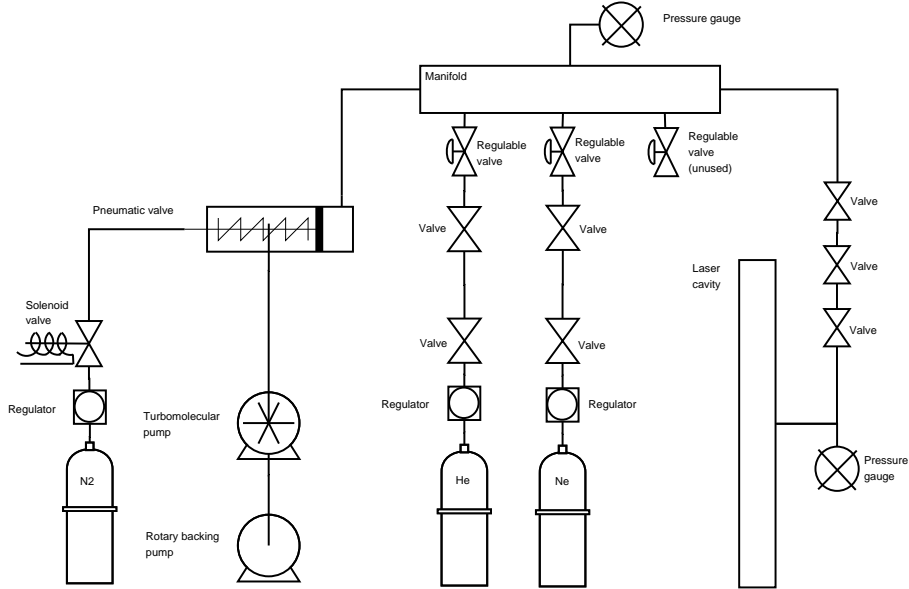 Pressure gauge
Manifold
Regulable
valve
Regulable
valve
Regulable
valve
(unused)
Pneumatic valve
Valve
Valve
Valve
Valve
Laser
cavity
Solenoid
valve
Valve
Valve
Valve
Regulator
Turbomolecular
pump
Regulator
Regulator
Pressure
gauge
N2
He
Ne
Rotary backing
pump